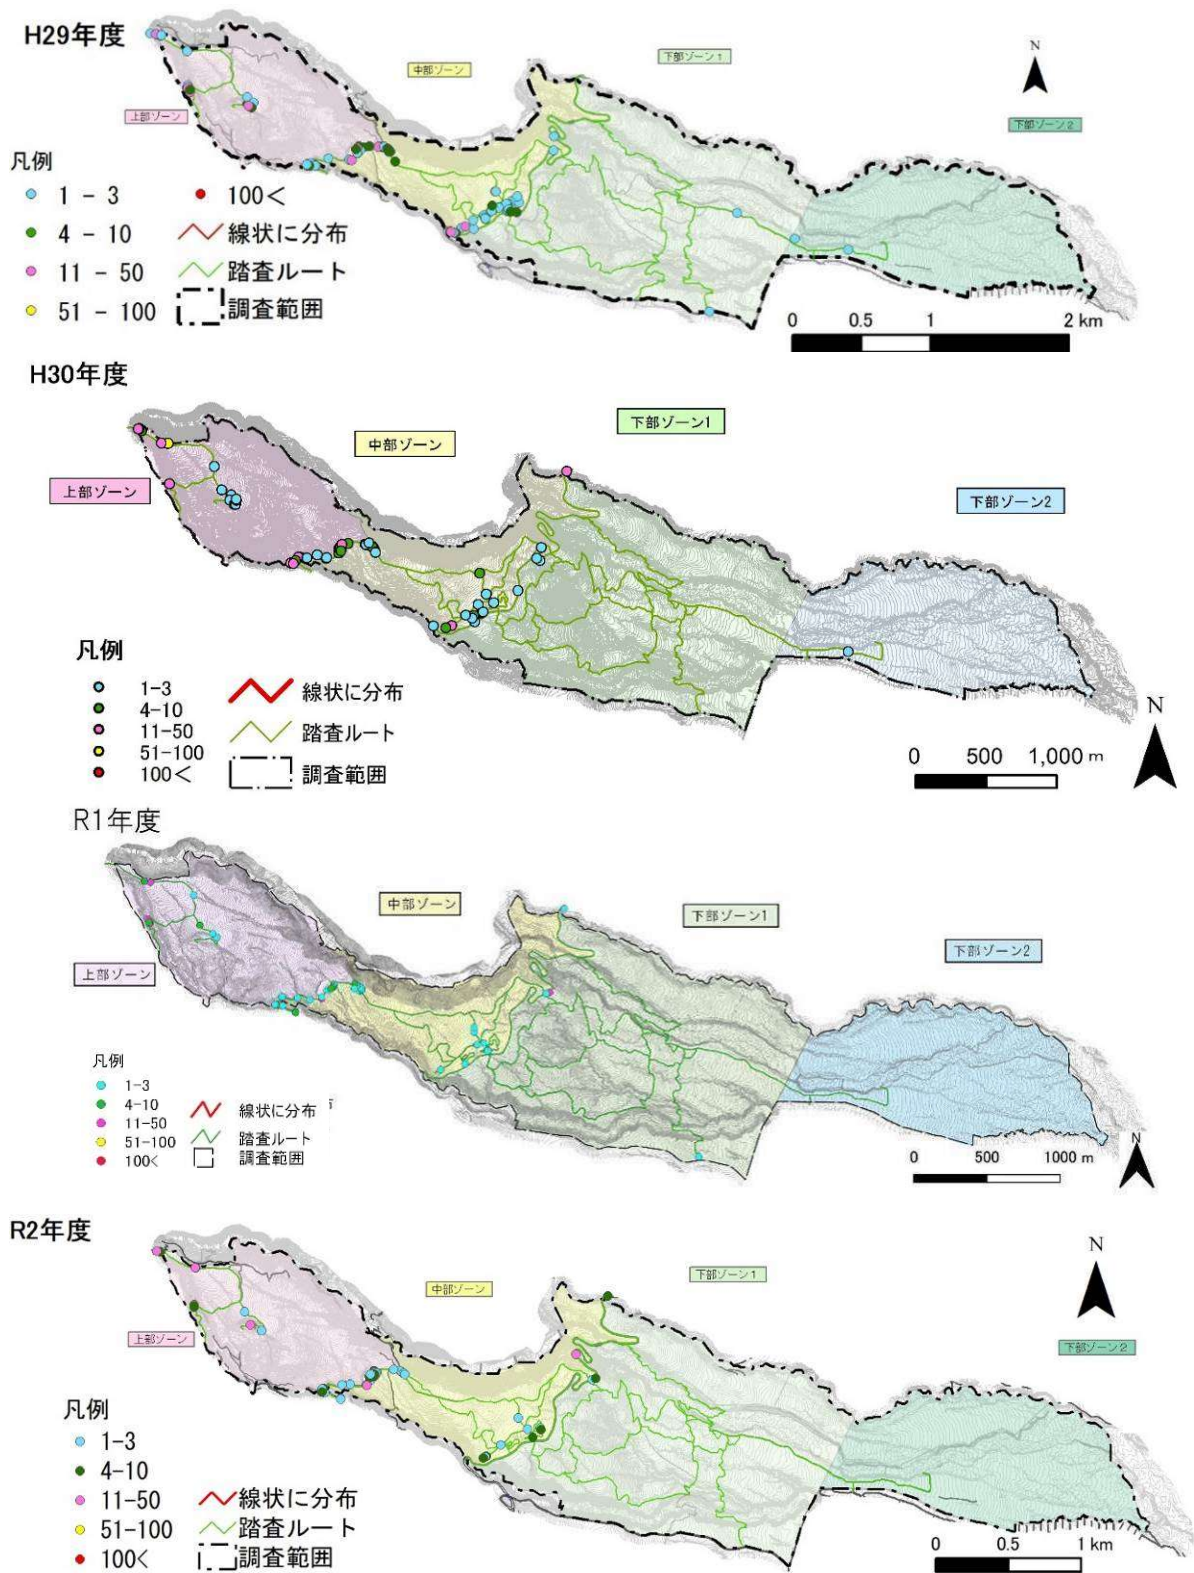 H29年度
中部ゾーン
下部ゾーン1
N
上部ゾーン
下部ゾーン2
凡例
1 - 3
100<
4 - 10
線状に分布
11 - 50
踏査ルート
51 - 100
調査範囲
0 0.5 1 2 km
H30年度
下部ゾーン1
中部ゾーン
上部ゾーン
下部ゾーン2
凡例
1-3
線状に分布
4-10
11-50
踏査ルート
51-100
100<
調査範囲
N
0 500 1,000 m
R1年度
中部ゾーン
下部ゾーン1
下部ゾーン2
上部ゾーン
凡例
1-3
4-10
線状に分布
11-50
51-100
踏査ルート
100<
調査範囲
N
0 500 1000 m
R2年度
N
下部ゾーン1
中部ゾーン
上部ゾーン
下部ゾーン2
凡例
1-3
4-10
11-50
線状に分布
51-100
踏査ルート
100<
調査範囲
0 0.5 1 km